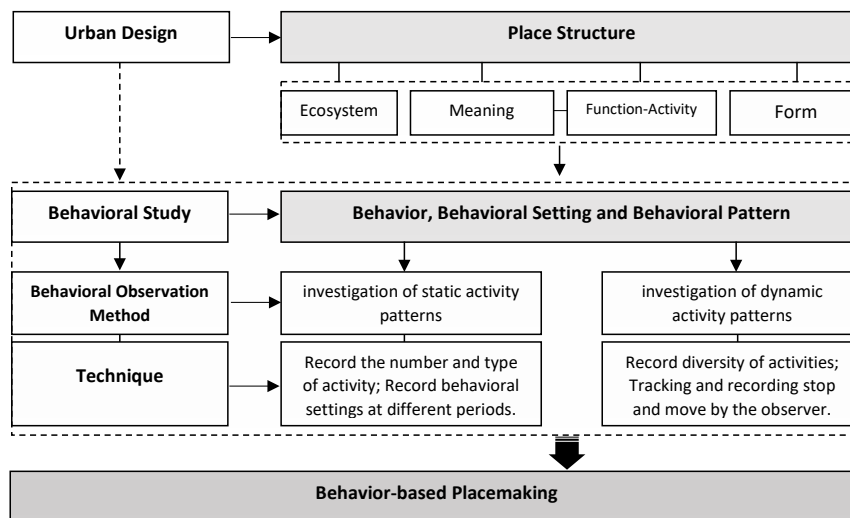 Urban Design
Place Structure
Ecosystem
Meaning
Function-Activity
Form
Behavioral Study
Behavior, Behavioral Setting and Behavioral Pattern
Behavioral Observation
Method
investigation of static activity
patterns
investigation of dynamic
activity patterns
Technique
Record the number and type
of activity; Record behavioral
settings at different periods.
Record diversity of activities;
Tracking and recording stop
and move by the observer.
Behavior-based Placemaking